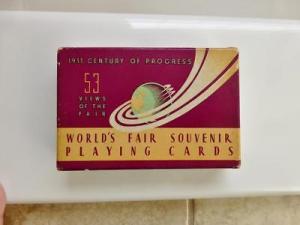 1933 CENTURY OF PROGRESS
53
VIEWS
OF THE
FAIR
WORLD'S FAIR SOUVENIR
PLAYING CARDS